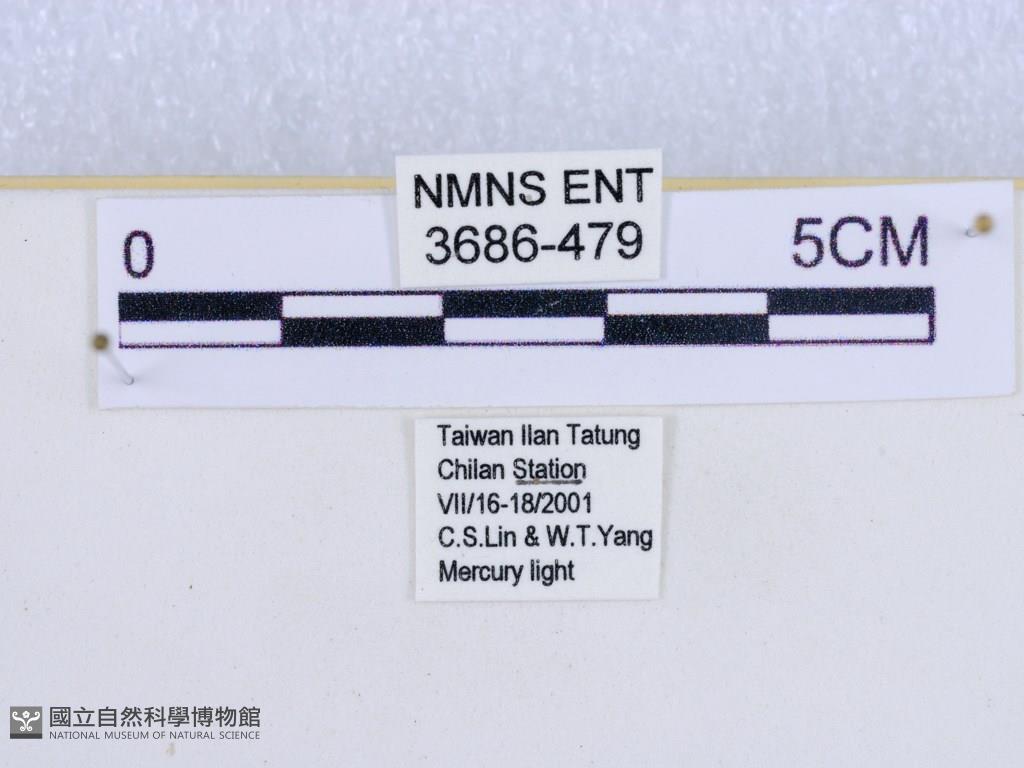 NMNS ENT
3686-479
0 5CM
Taiwan Ilan Tatung
Chilan Station
VII/16-18/2001
C.S.Lin & W.T.Yang
Mercury light
國立自然科學博物館
NATIONAL MUSEUM OF NATURAL SCIENCE